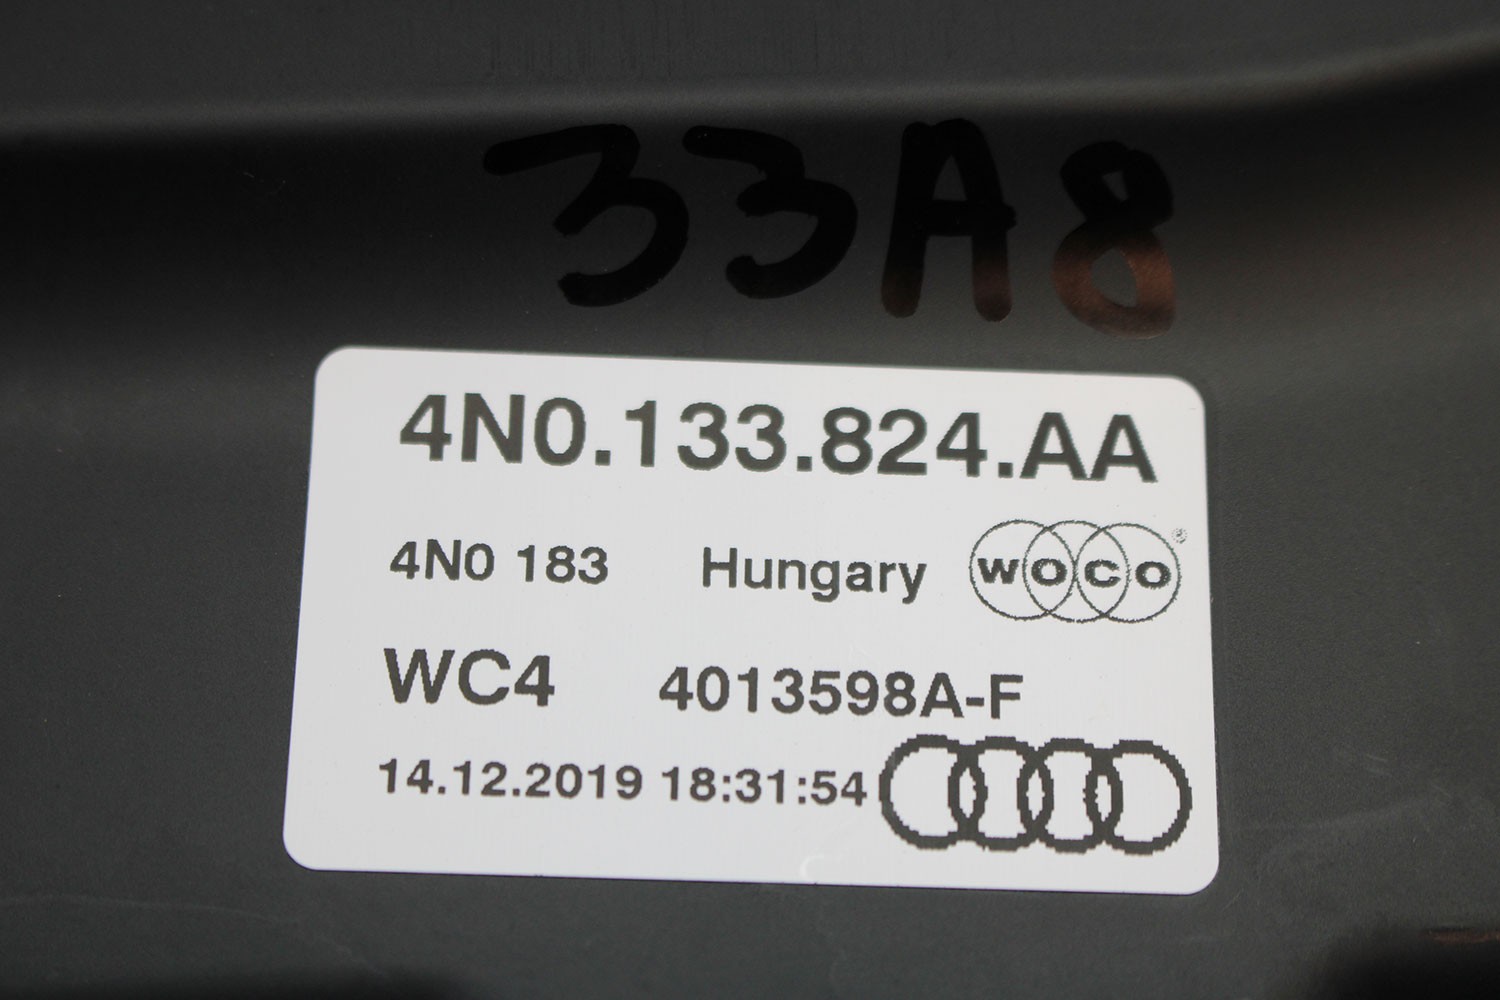 33A8
4N0.133.824.AA
4N0 183 Hungary WOCO®
WC4 4013598A-F
14.12.2019 18:31:54